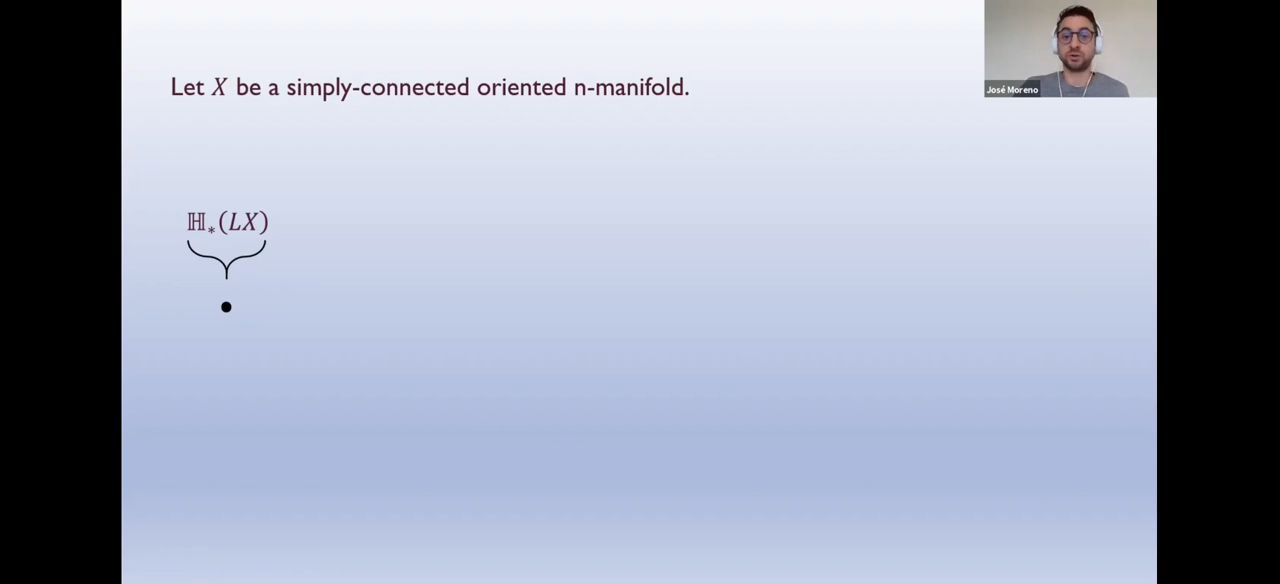 Let X be a simply-connected oriented n-manifold.
José Moreno
ℍ∗(LX)